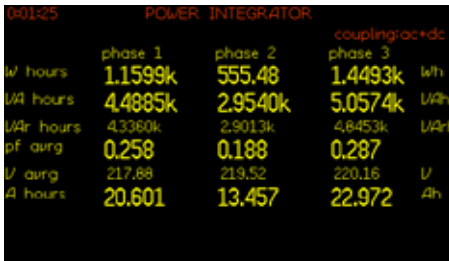 0:01:25 POWER INTEGRATOR
coupling:ac+dc
phase 1 phase 2 phase 3
W hours 1.1599k 555.48 1.4493k Wh
VA hours 4.4885k 2.9540k 5.0574k VAh
VAr hours 4.3360k 2.9013k 4.8453k VArh
pf avrg 0.258 0.188 0.287
V avrg 217.88 219.52 220.16 V
A hours 20.601 13.457 22.972 Ah